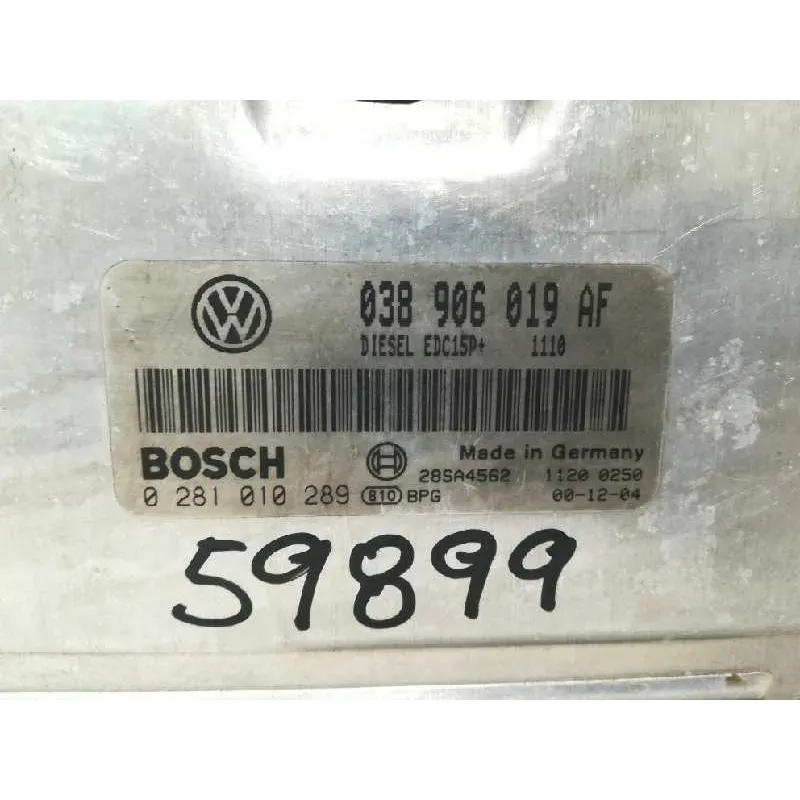 038 906 019 AF
DIESEL EDC15P+ 1110
BOSCH
Made in Germany
28SA4562 1120 0250
0 281 010 289 810 BPG 00-12-04
59899